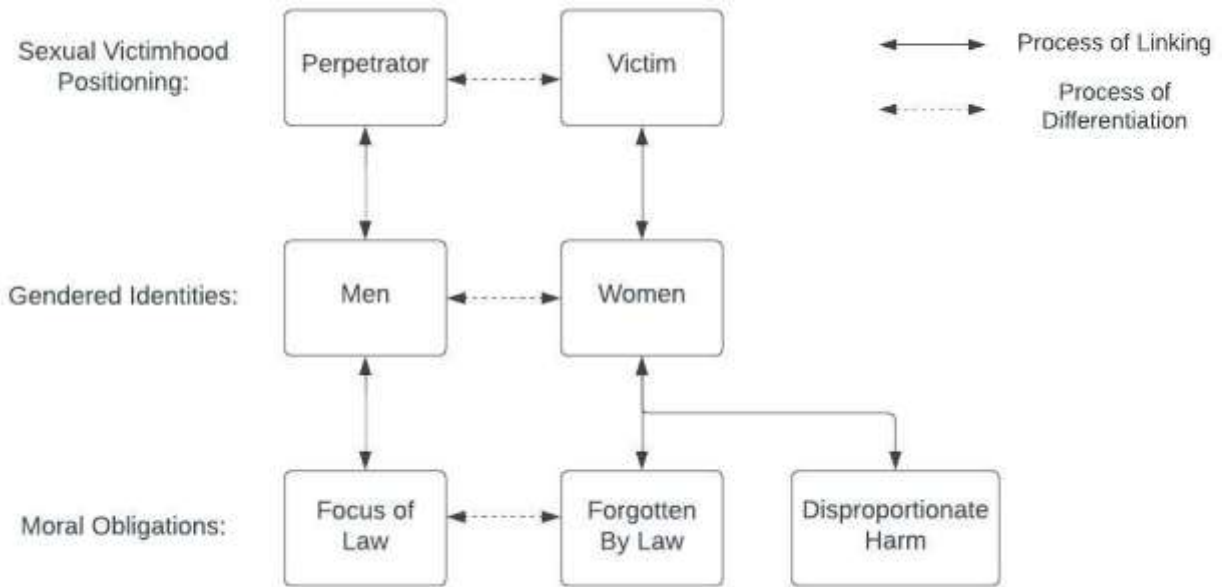 Sexual Victimhood
Positioning:
Perpetrator
Victim
Process of Linking
Process of
Differentiation
Gendered Identities:
Men
Women
Moral Obligations:
Focus of
Law
Forgotten
By Law
Disproportionate
Harm